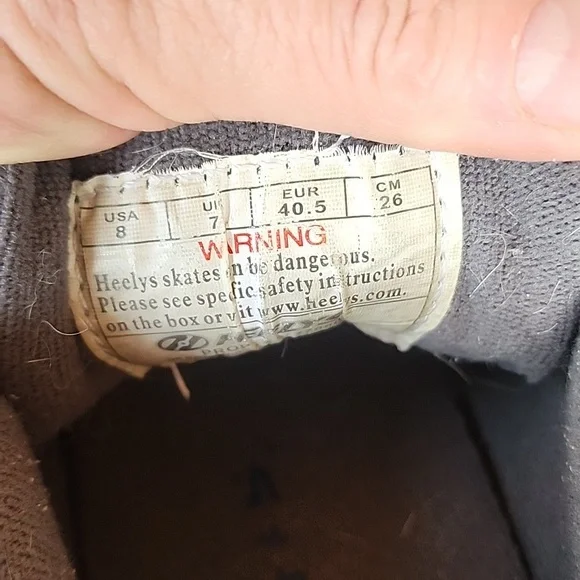 USA UK EUR CM
8 7 40.5 26
WARNING
Heelys skates can be dangerous.
Please see specific safety instructions
on the box or visit www.heelys.com.